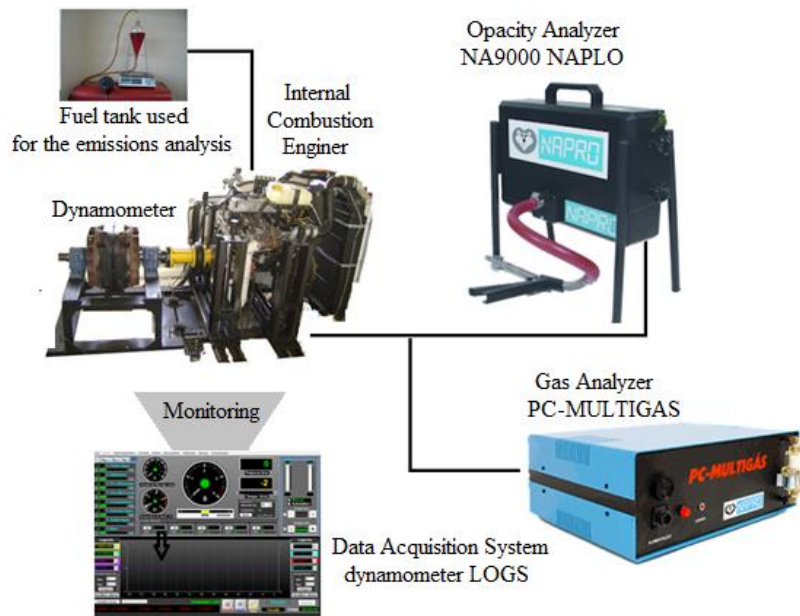 Opacity Analyzer
NA9000 NAPLO
Fuel tank used
for the emissions analysis
Internal
Combustion
Enginer
NAPRO
NAPRO
Dynamometer
Gas Analyzer
PC-MULTIGAS
PC-MULTIGÁS
Monitoring
Data Acquisition System
dynamometer LOGS